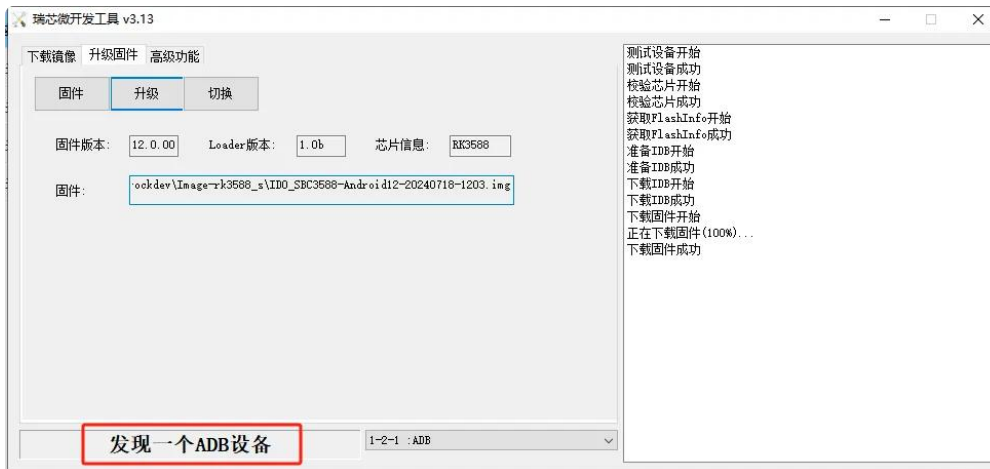 瑞芯微开发工具 v3.13
下载镜像 升级固件 高级功能
固件 升级 切换
固件版本: 12.0.00 Loader版本: 1.0b 芯片信息: RK3588
固件: ockdev\Image-rk3588_s\IDO_SBC3588-Android12-20240718-1203.img
发现一个ADB设备 1-2-1 :ADB
测试设备开始
测试设备成功
校验芯片开始
校验芯片成功
获取FlashInfo开始
获取FlashInfo成功
准备IDB开始
准备IDB成功
下载IDB开始
下载IDB成功
下载固件开始
正在下载固件(100%)...
下载固件成功